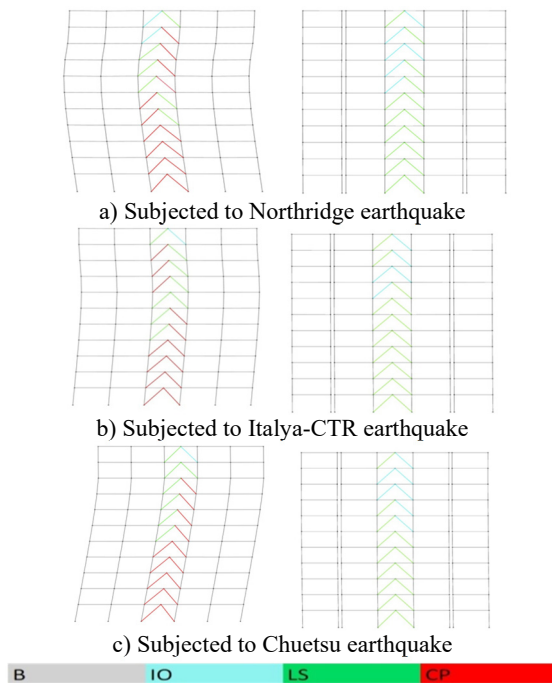 a) Subjected to Northridge earthquake
b) Subjected to Italya-CTR earthquake
c) Subjected to Chuetsu earthquake
B IO LS CP